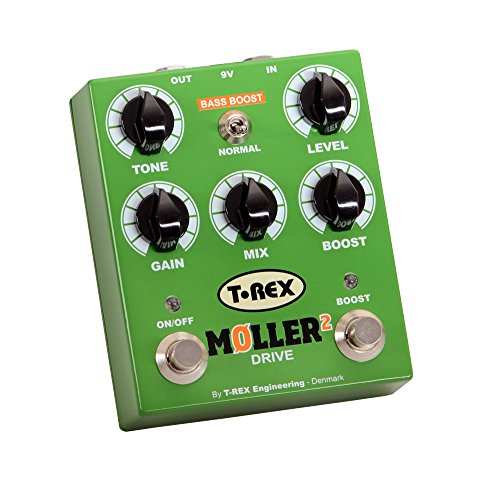 OUT 9V IN
BASS BOOST
NORMAL
TONE
LEVEL
GAIN
MIX
BOOST
T-REX
ON/OFF
BOOST
MØLLER2
DRIVE
By T-REX Engineering - Denmark